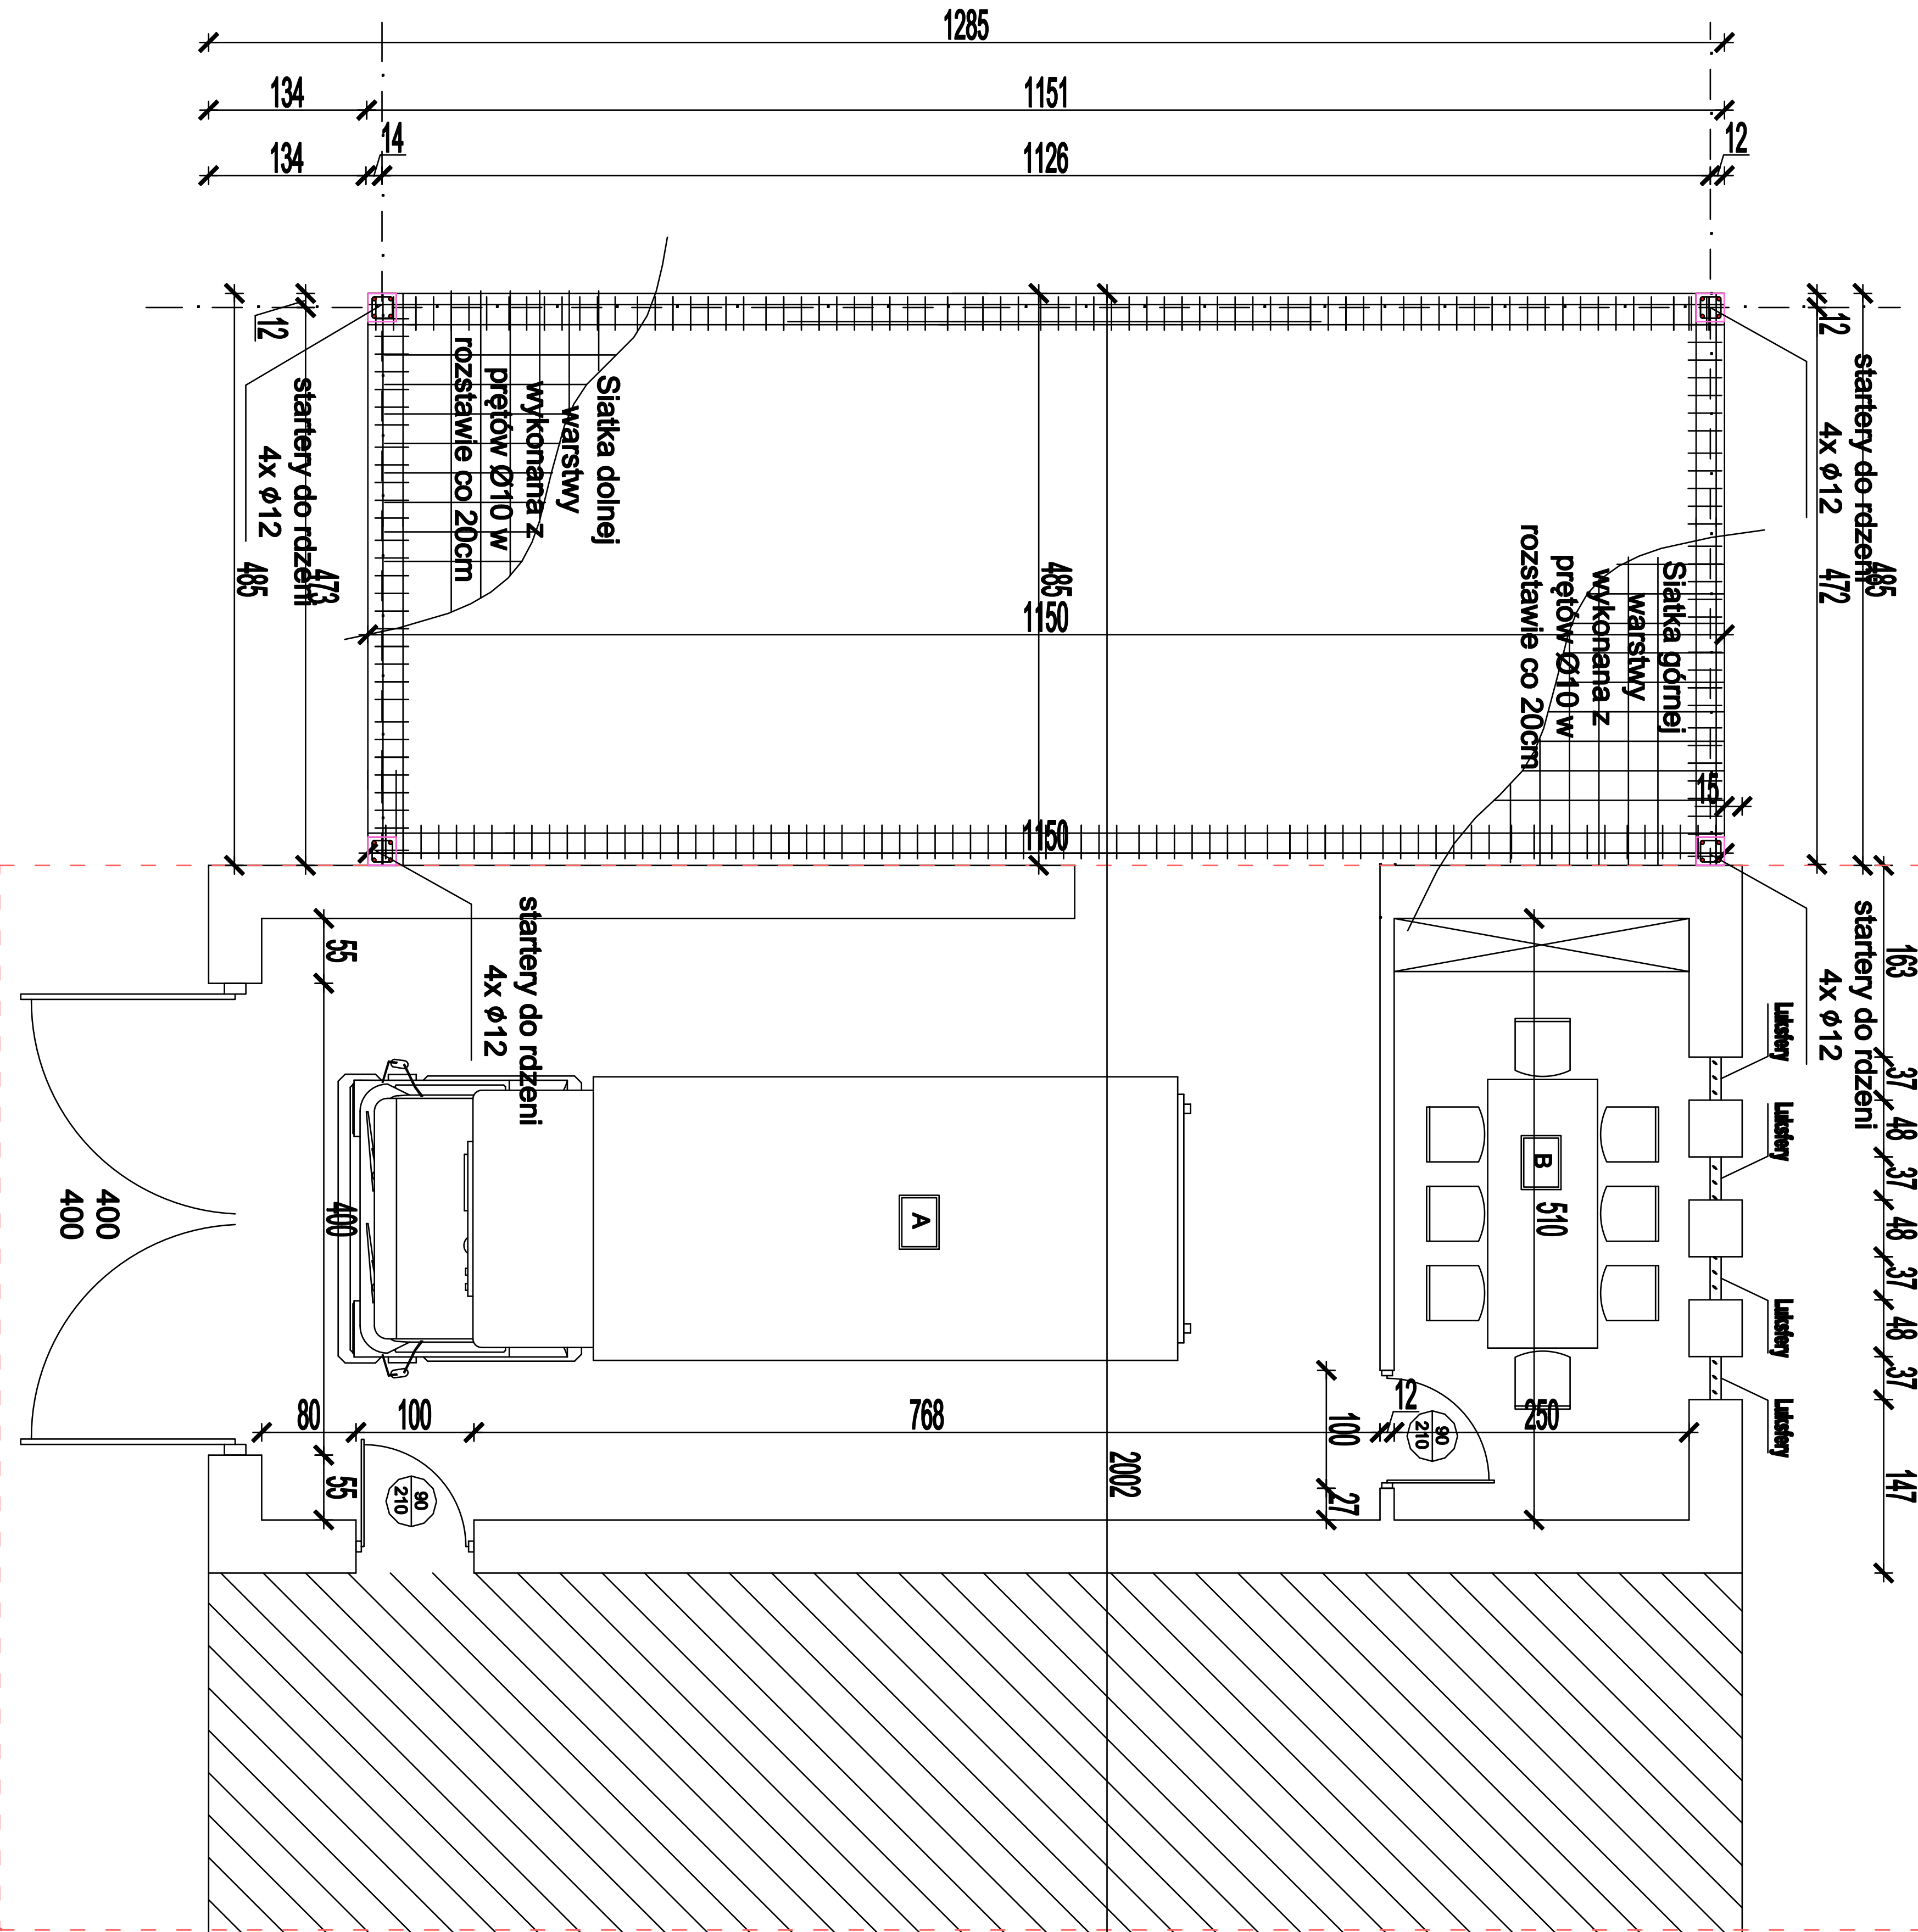 1285
134
1151
134
14
1126
12
12
startery do rdzeni
4x ø12
473
485
Siatka dolnej
warstwy
wykonana z
prętów Ø10 w
rozstawie co 20cm
485
1150
1150
Siatka górnej
warstwy
wykonana z
prętów Ø10 w
rozstawie co 20cm
15
12
startery do rdzeni
4x ø12
472
485
startery do rdzeni
4x ø12
startery do rdzeni
4x ø12
163
37
48
37
48
37
48
37
147
Luksfery
Luksfery
Luksfery
Luksfery
55
400
55
400
400
A
B
510
80
100
768
12
250
100
27
2002
90
210
90
210